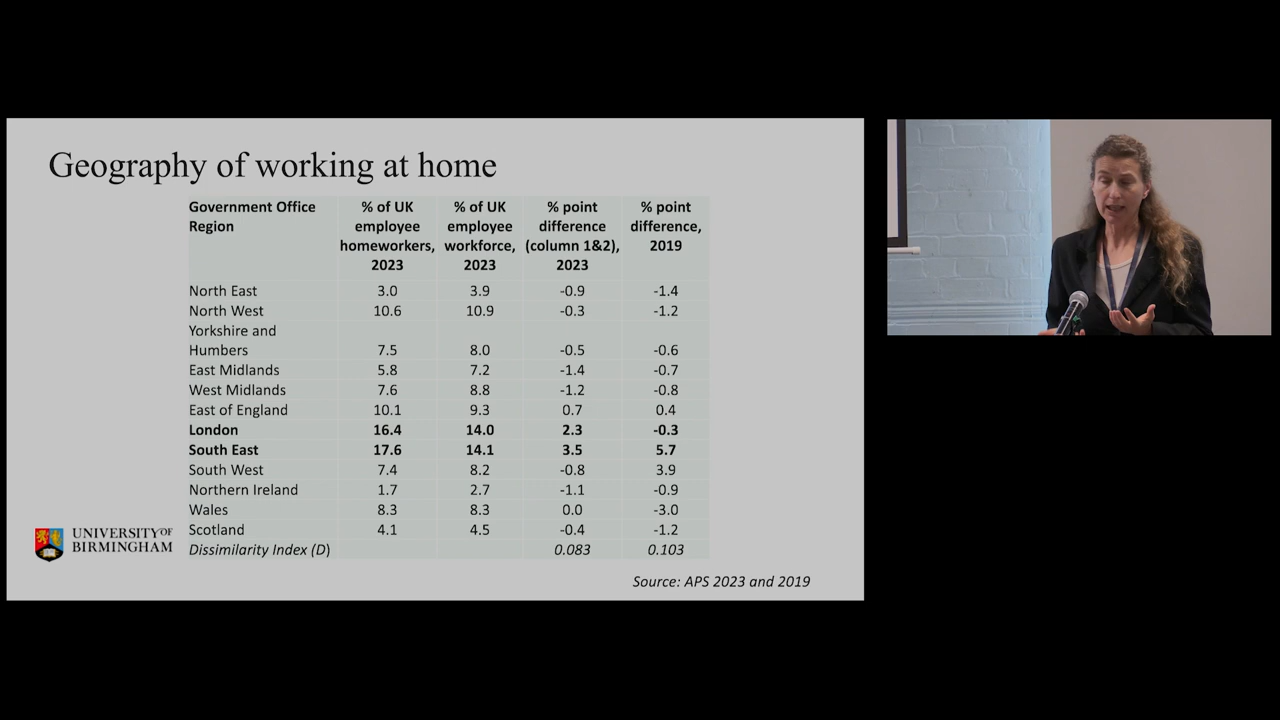 Geography of working at home
Government Office Region % of UK employee homeworkers, 2023 % of UK employee workforce, 2023 % point difference (column 1&2), 2023 % point difference, 2019
North East 3.0 3.9 -0.9 -1.4
North West 10.6 10.9 -0.3 -1.2
Yorkshire and
Humbers 7.5 8.0 -0.5 -0.6
East Midlands 5.8 7.2 -1.4 -0.7
West Midlands 7.6 8.8 -1.2 -0.8
East of England 10.1 9.3 0.7 0.4
London 16.4 14.0 2.3 -0.3
South East 17.6 14.1 3.5 5.7
South West 7.4 8.2 -0.8 3.9
Northern Ireland 1.7 2.7 -1.1 -0.9
Wales 8.3 8.3 0.0 -3.0
Scotland 4.1 4.5 -0.4 -1.2
Dissimilarity Index (D) 0.083 0.103
UNIVERSITY OF
BIRMINGHAM
Source: APS 2023 and 2019